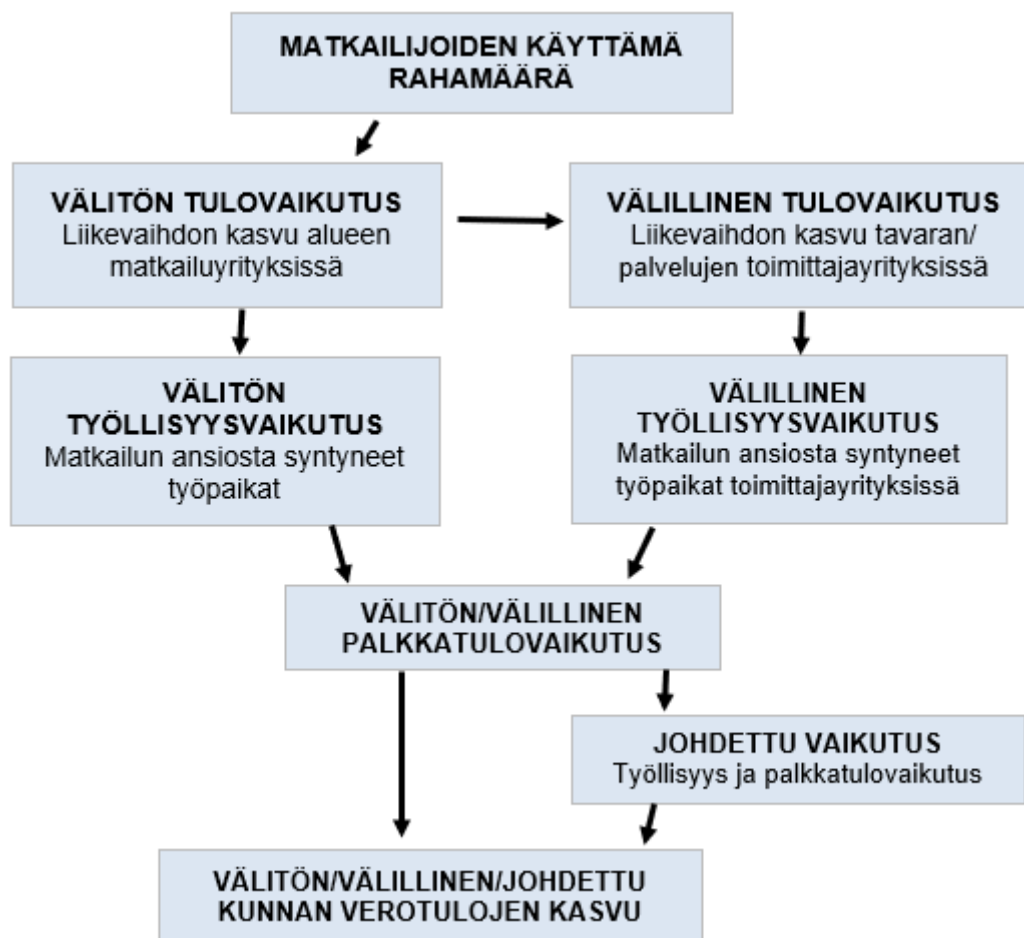 MATKAILIJOIDEN KÄYTTÄMÄ
RAHAMÄÄRÄ
VÄLITÖN TULOVAIKUTUS
Liikevaihdon kasvu alueen
matkailuyrityksissä
VÄLILLINEN TULOVAIKUTUS
Liikevaihdon kasvu tavaran/
palvelujen toimittajayrityksissä
VÄLITÖN
TYÖLLISYYSVAIKUTUS
Matkailun ansiosta syntyneet
työpaikat
VÄLILLINEN
TYÖLLISYYSVAIKUTUS
Matkailun ansiosta syntyneet
työpaikat toimittajayrityksissä
VÄLITÖN/VÄLILLINEN
PALKKATULOVAIKUTUS
JOHDETTU VAIKUTUS
Työllisyys ja palkkatulovaikutus
VÄLITÖN/VÄLILLINEN/JOHDETTU
KUNNAN VEROTULOJEN KASVU